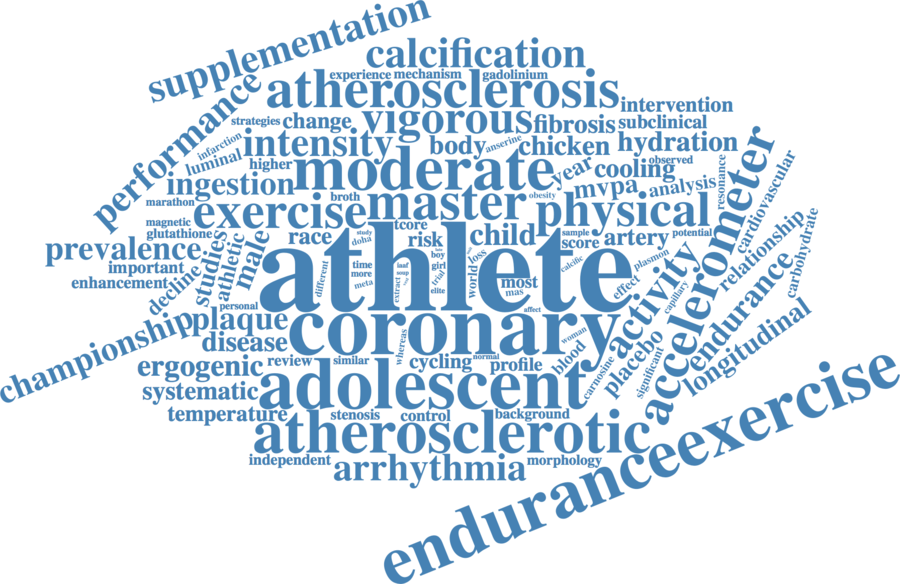 supplementation
calcification
experience mechanism gadolinium
atherosclerosis
performance
intervention
strategies change vigorous fibrosis subclinical
infarction intensity body anserine chicken hydration
luminal higher moderate year cooling observed
ingestion broth obesity mvpa analysis resonance
marathon exercise master physical accelerometer cardiovascular
magnetic
glutathione race study tcore sample potential
doha risk child score artery
prevalence studies athletic male boy loss calcific plasmon relationship carbohydrate
important different time iaaf girl world most effect
enhancement decline more soup trial
meta extract elite mas capillary
athlete
personal affect activity endurance
championship plaque coronary woman placebo longitudinal
disease whereas blood carnosine significant
ergogenic review similar cycling normal profile
systematic adolescent
temperature stenosis control background
atherosclerotic
independent arrhythmia morphology
enduranceexercise